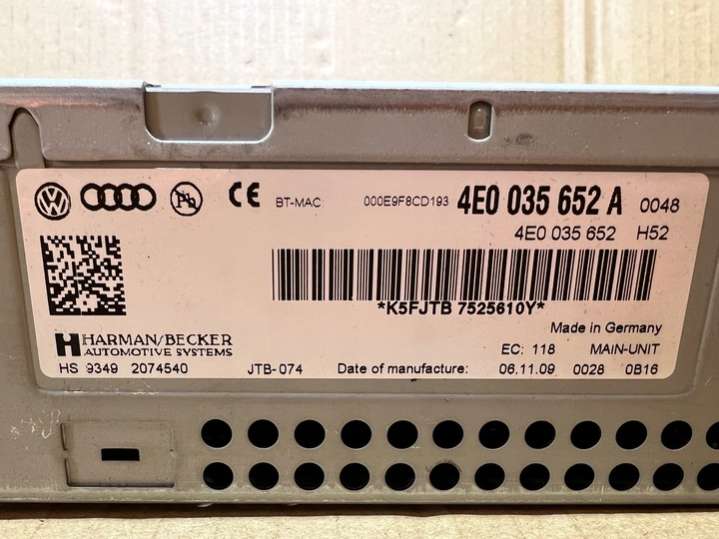 BT-MAC 000E9F8CD193 4E0 035 652 A 0048
4E0 035 652 H52
*K5FJTB 7525610Y*
HARMAN/BECKER
AUTOMOTIVE SYSTEMS
Made in Germany
EC: 118 MAIN-UNIT
HS 9349 2074540 JTB-074 Date of manufacture: 06.11.09 0028 0B16